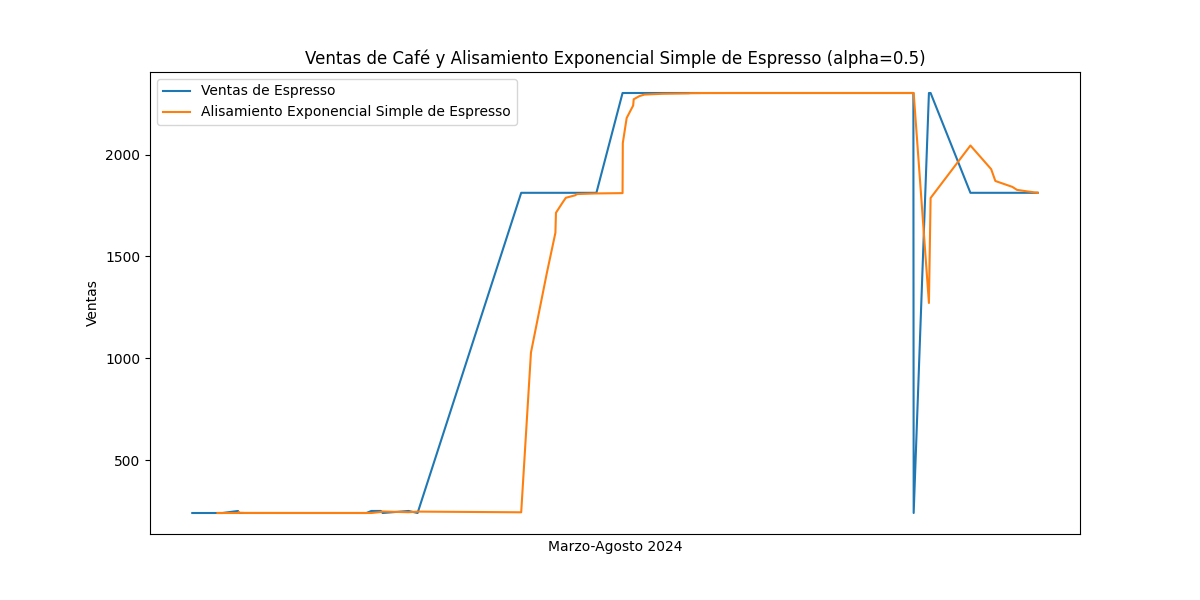 Ventas de Café y Alisamiento Exponencial Simple de Espresso (alpha=0.5)
Ventas de Espresso
Alisamiento Exponencial Simple de Espresso
2000
1500
1000
500
Ventas
Marzo-Agosto 2024